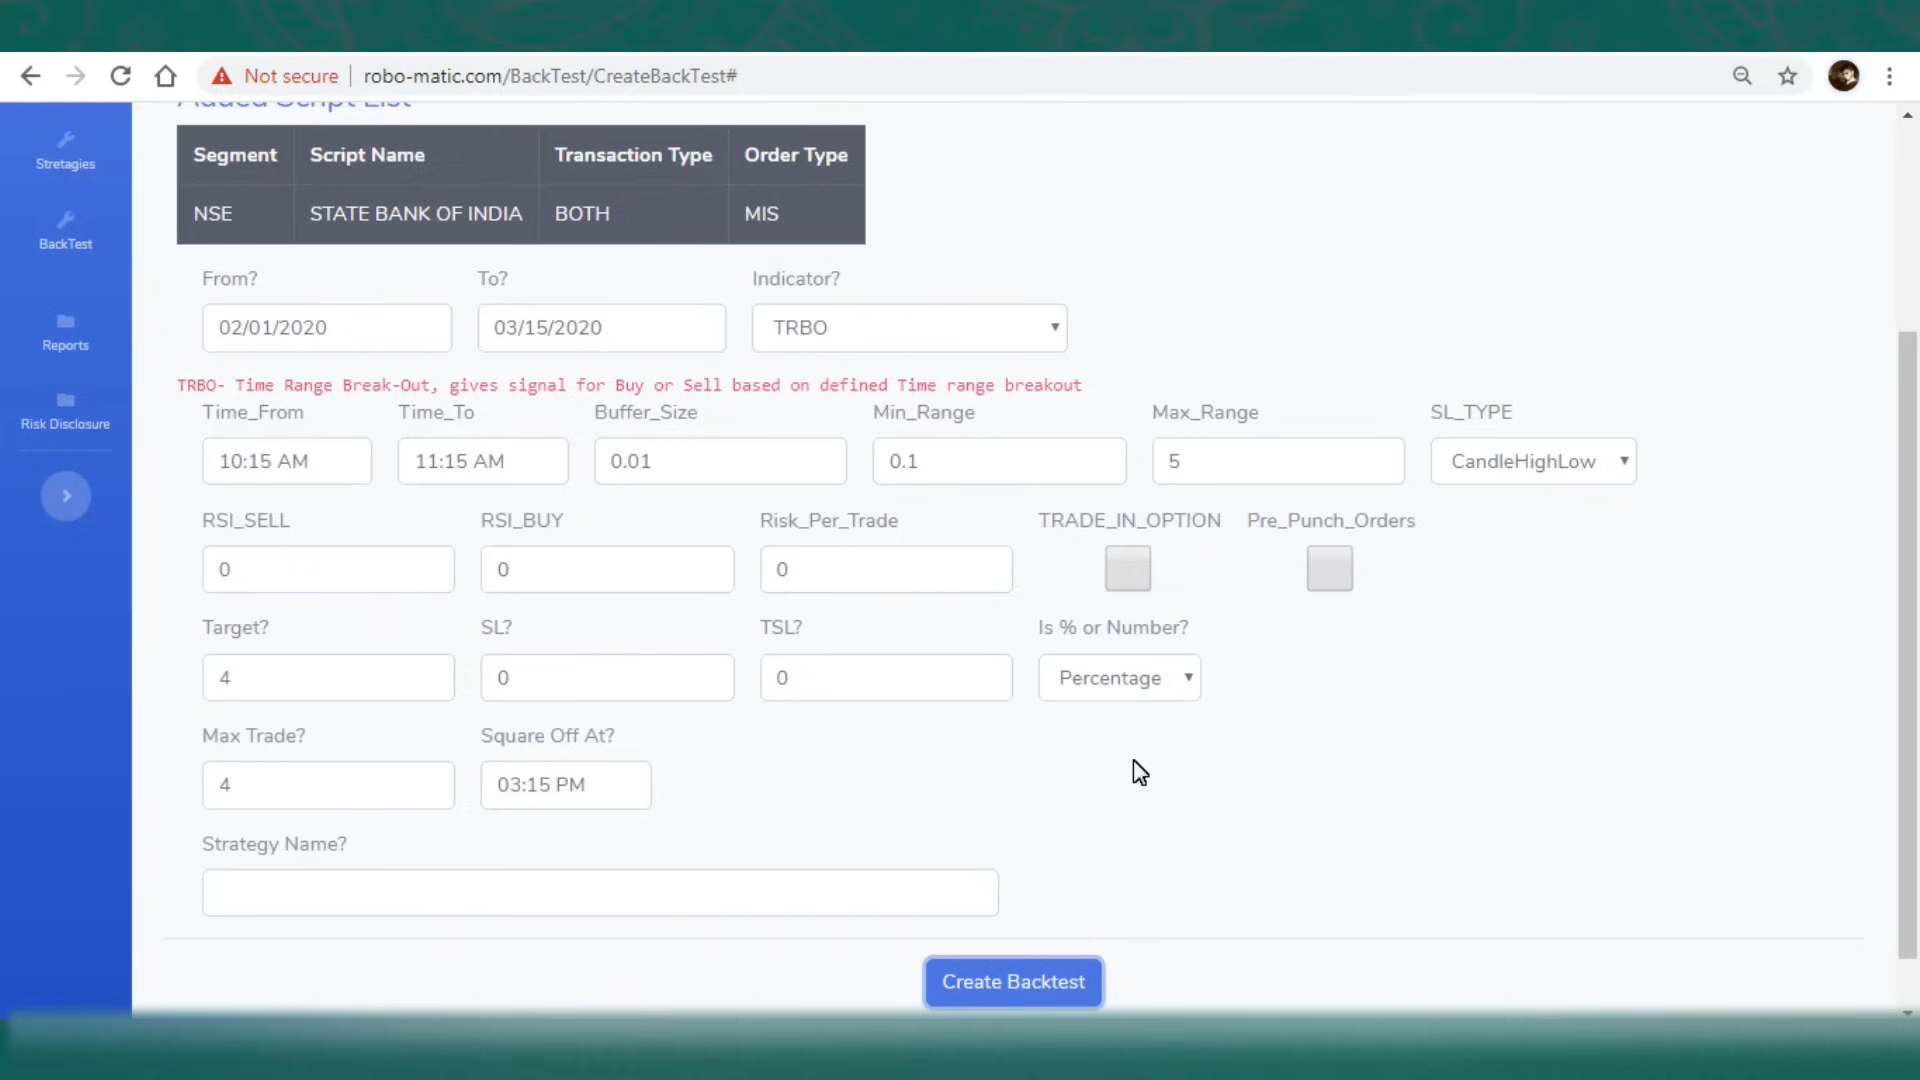 Not secure | robo-matic.com/BackTest/CreateBackTest#
Added Script List
Stretagies
BackTest
Reports
Risk Disclosure
Segment Script Name Transaction Type Order Type
NSE STATE BANK OF INDIA BOTH MIS
From? To? Indicator?
02/01/2020 03/15/2020 TRBO
TRBO- Time Range Break-Out, gives signal for Buy or Sell based on defined Time range breakout
Time_From Time_To Buffer_Size Min_Range Max_Range SL_TYPE
10:15 AM 11:15 AM 0.01 0.1 5 CandleHighLow
RSI_SELL RSI_BUY Risk_Per_Trade TRADE_IN_OPTION Pre_Punch_Orders
0 0 0
Target? SL? TSL? Is % or Number?
4 0 0 Percentage
Max Trade? Square Off At?
4 03:15 PM
Strategy Name?
Create Backtest